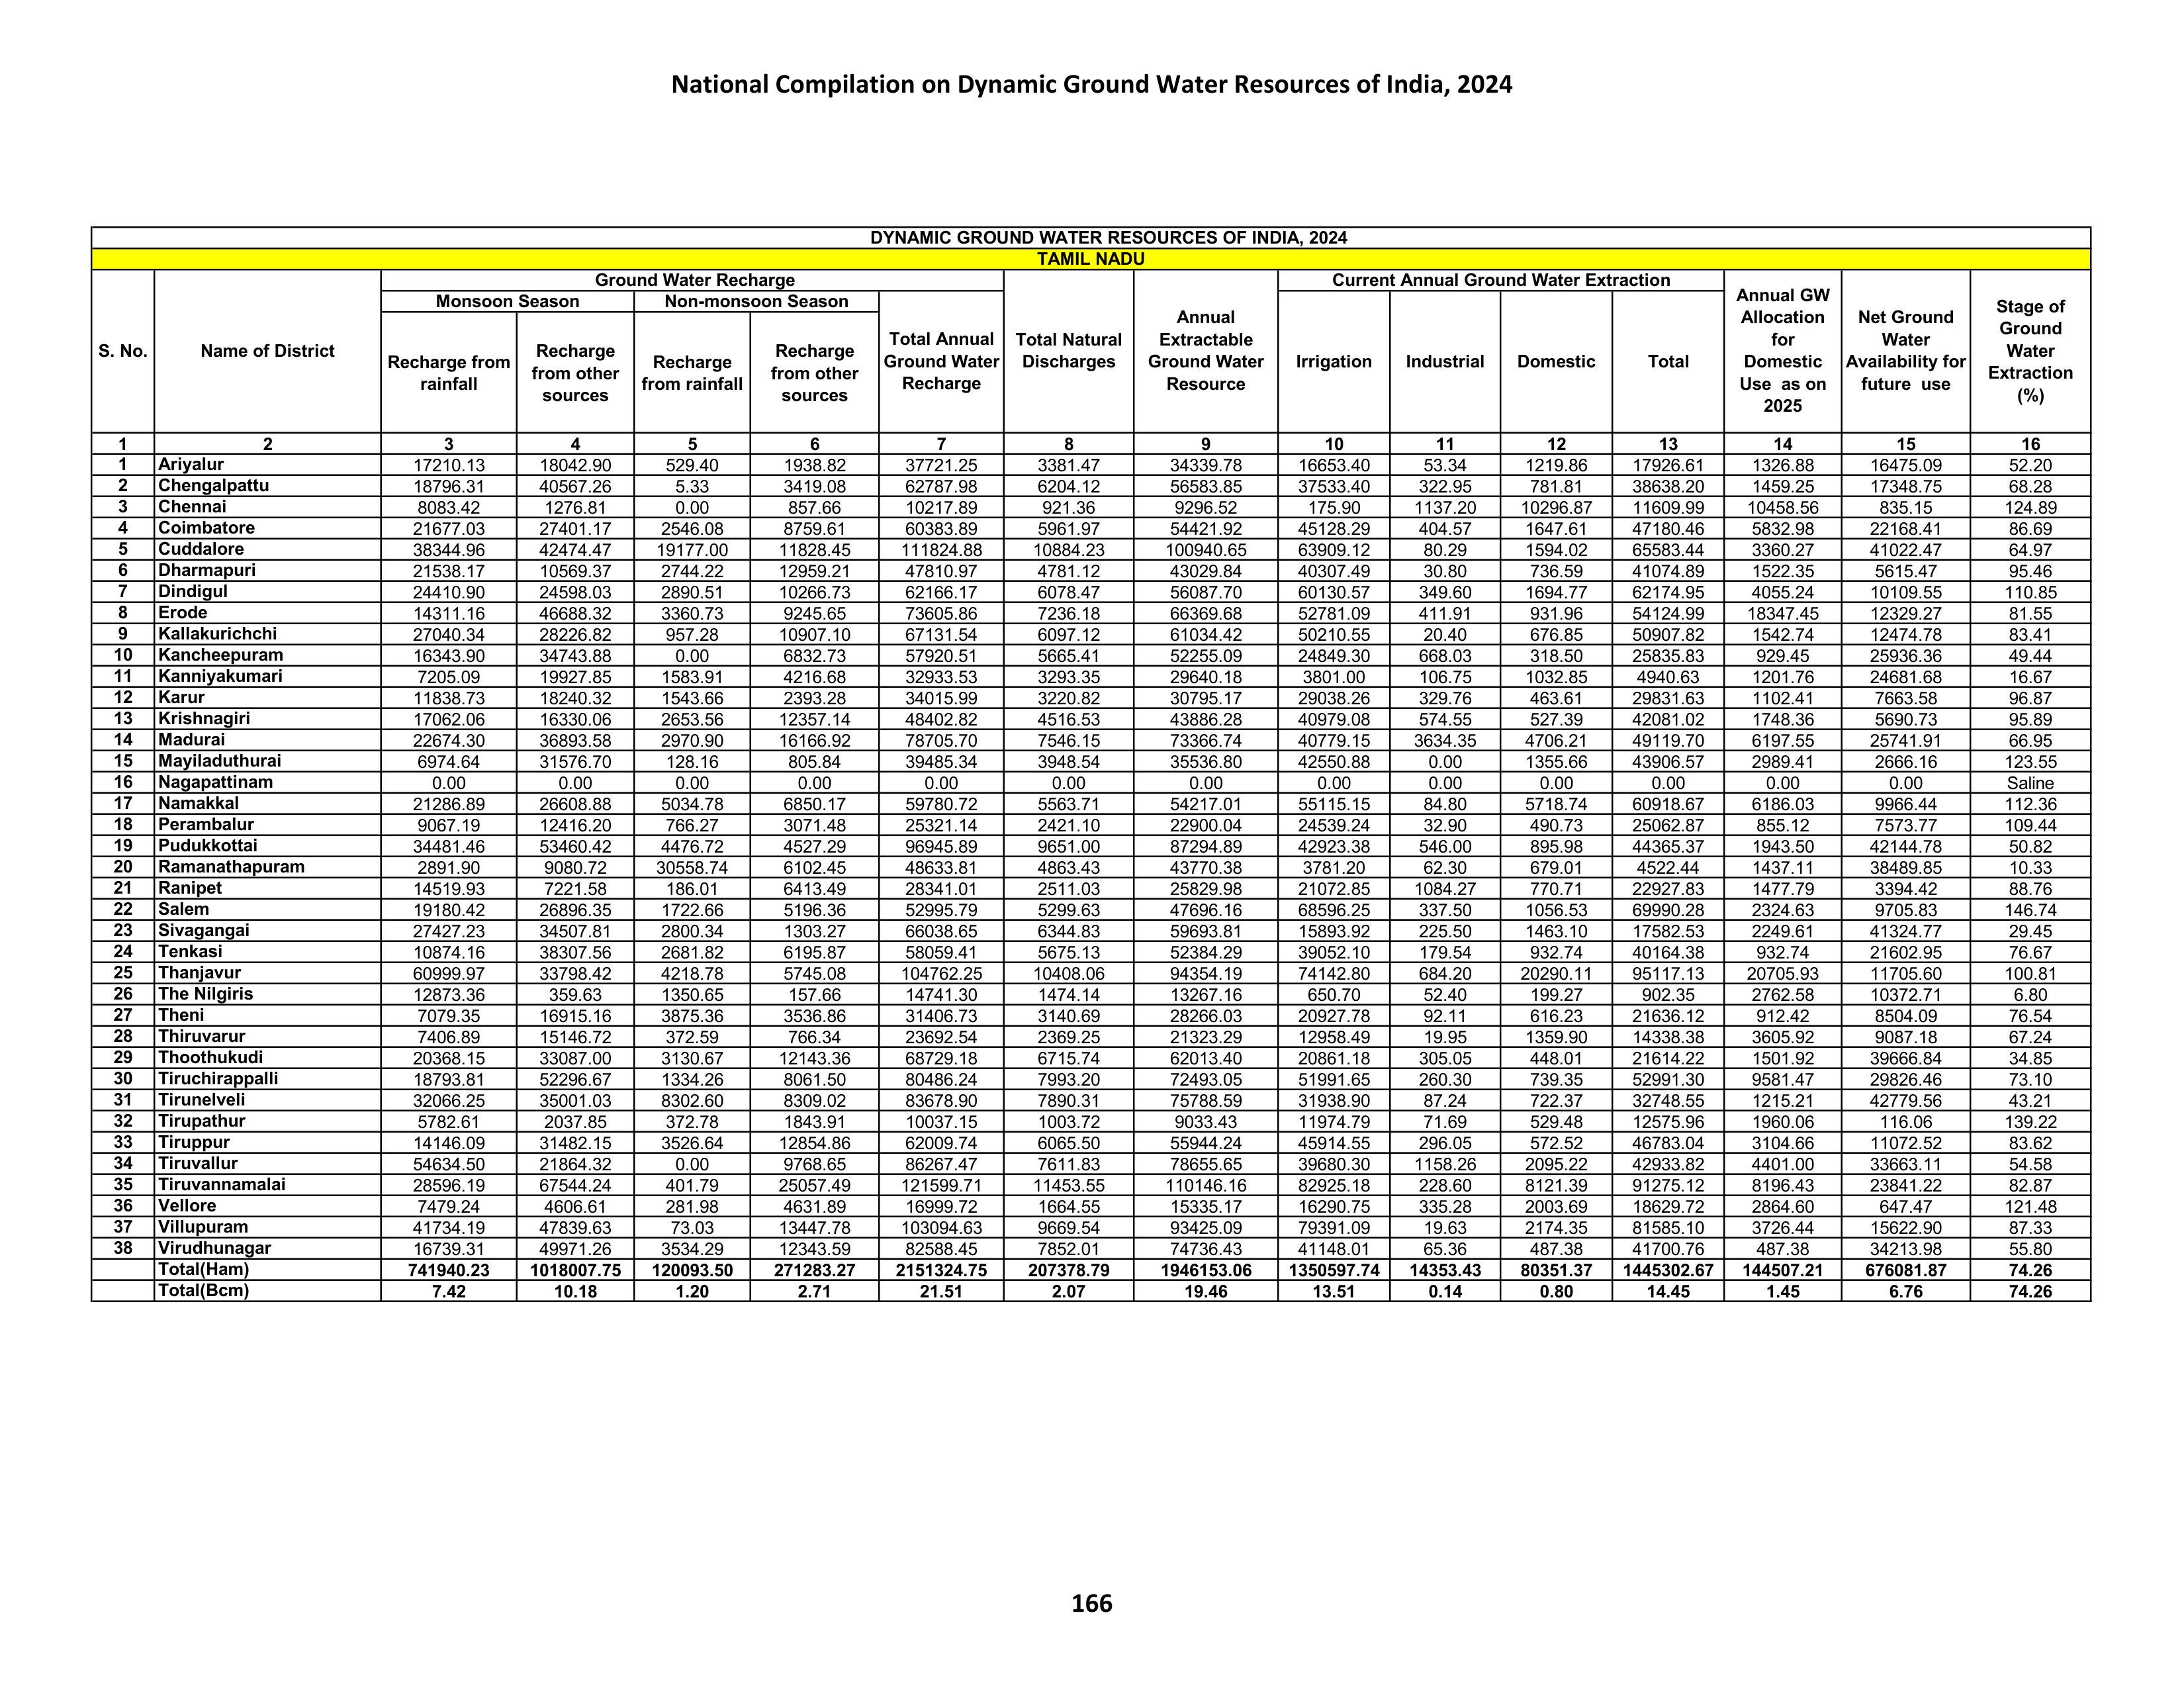 National Compilation on Dynamic Ground Water Resources of India, 2024
DYNAMIC GROUND WATER RESOURCES OF INDIA, 2024
TAMIL NADU
S. No. Name of District Ground Water Recharge Total Natural Discharges Annual Extractable Ground Water Resource Current Annual Ground Water Extraction Annual GW Allocation for Domestic Use as on 2025 Net Ground Water Availability for future use Stage of Ground Water Extraction (%)
Monsoon Season Non-monsoon Season Total Annual Ground Water Recharge Irrigation Industrial Domestic Total
Recharge from rainfall Recharge from other sources Recharge from rainfall Recharge from other sources
1 2 3 4 5 6 7 8 9 10 11 12 13 14 15 16
1 Ariyalur 17210.13 18042.90 529.40 1938.82 37721.25 3381.47 34339.78 16653.40 53.34 1219.86 17926.61 1326.88 16475.09 52.20
2 Chengalpattu 18796.31 40567.26 5.33 3419.08 62787.98 6204.12 56583.85 37533.40 322.95 781.81 38638.20 1459.25 17348.75 68.28
3 Chennai 8083.42 1276.81 0.00 857.66 10217.89 921.36 9296.52 175.90 1137.20 10296.87 11609.99 10458.56 835.15 124.89
4 Coimbatore 21677.03 27401.17 2546.08 8759.61 60383.89 5961.97 54421.92 45128.29 404.57 1647.61 47180.46 5832.98 22168.41 86.69
5 Cuddalore 38344.96 42474.47 19177.00 11828.45 111824.88 10884.23 100940.65 63909.12 80.29 1594.02 65583.44 3360.27 41022.47 64.97
6 Dharmapuri 21538.17 10569.37 2744.22 12959.21 47810.97 4781.12 43029.84 40307.49 30.80 736.59 41074.89 1522.35 5615.47 95.46
7 Dindigul 24410.90 24598.03 2890.51 10266.73 62166.17 6078.47 56087.70 60130.57 349.60 1694.77 62174.95 4055.24 10109.55 110.85
8 Erode 14311.16 46688.32 3360.73 9245.65 73605.86 7236.18 66369.68 52781.09 411.91 931.96 54124.99 18347.45 12329.27 81.55
9 Kallakurichchi 27040.34 28226.82 957.28 10907.10 67131.54 6097.12 61034.42 50210.55 20.40 676.85 50907.82 1542.74 12474.78 83.41
10 Kancheepuram 16343.90 34743.88 0.00 6832.73 57920.51 5665.41 52255.09 24849.30 668.03 318.50 25835.83 929.45 25936.36 49.44
11 Kanniyakumari 7205.09 19927.85 1583.91 4216.68 32933.53 3293.35 29640.18 3801.00 106.75 1032.85 4940.63 1201.76 24681.68 16.67
12 Karur 11838.73 18240.32 1543.66 2393.28 34015.99 3220.82 30795.17 29038.26 329.76 463.61 29831.63 1102.41 7663.58 96.87
13 Krishnagiri 17062.06 16330.06 2653.56 12357.14 48402.82 4516.53 43886.28 40979.08 574.55 527.39 42081.02 1748.36 5690.73 95.89
14 Madurai 22674.30 36893.58 2970.90 16166.92 78705.70 7546.15 73366.74 40779.15 3634.35 4706.21 49119.70 6197.55 25741.91 66.95
15 Mayiladuthurai 6974.64 31576.70 128.16 805.84 39485.34 3948.54 35536.80 42550.88 0.00 1355.66 43906.57 2989.41 2666.16 123.55
16 Nagapattinam 0.00 0.00 0.00 0.00 0.00 0.00 0.00 0.00 0.00 0.00 0.00 0.00 0.00 Saline
17 Namakkal 21286.89 26608.88 5034.78 6850.17 59780.72 5563.71 54217.01 55115.15 84.80 5718.74 60918.67 6186.03 9966.44 112.36
18 Perambalur 9067.19 12416.20 766.27 3071.48 25321.14 2421.10 22900.04 24539.24 32.90 490.73 25062.87 855.12 7573.77 109.44
19 Pudukkottai 34481.46 53460.42 4476.72 4527.29 96945.89 9651.00 87294.89 42923.38 546.00 895.98 44365.37 1943.50 42144.78 50.82
20 Ramanathapuram 2891.90 9080.72 30558.74 6102.45 48633.81 4863.43 43770.38 3781.20 62.30 679.01 4522.44 1437.11 38489.85 10.33
21 Ranipet 14519.93 7221.58 186.01 6413.49 28341.01 2511.03 25829.98 21072.85 1084.27 770.71 22927.83 1477.79 3394.42 88.76
22 Salem 19180.42 26896.35 1722.66 5196.36 52995.79 5299.63 47696.16 68596.25 337.50 1056.53 69990.28 2324.63 9705.83 146.74
23 Sivagangai 27427.23 34507.81 2800.34 1303.27 66038.65 6344.83 59693.81 15893.92 225.50 1463.10 17582.53 2249.61 41324.77 29.45
24 Tenkasi 10874.16 38307.56 2681.82 6195.87 58059.41 5675.13 52384.29 39052.10 179.54 932.74 40164.38 932.74 21602.95 76.67
25 Thanjavur 60999.97 33798.42 4218.78 5745.08 104762.25 10408.06 94354.19 74142.80 684.20 20290.11 95117.13 20705.93 11705.60 100.81
26 The Nilgiris 12873.36 359.63 1350.65 157.66 14741.30 1474.14 13267.16 650.70 52.40 199.27 902.35 2762.58 10372.71 6.80
27 Theni 7079.35 16915.16 3875.36 3536.86 31406.73 3140.69 28266.03 20927.78 92.11 616.23 21636.12 912.42 8504.09 76.54
28 Thiruvarur 7406.89 15146.72 372.59 766.34 23692.54 2369.25 21323.29 12958.49 19.95 1359.90 14338.38 3605.92 9087.18 67.24
29 Thoothukudi 20368.15 33087.00 3130.67 12143.36 68729.18 6715.74 62013.40 20861.18 305.05 448.01 21614.22 1501.92 39666.84 34.85
30 Tiruchirappalli 18793.81 52296.67 1334.26 8061.50 80486.24 7993.20 72493.05 51991.65 260.30 739.35 52991.30 9581.47 29826.46 73.10
31 Tirunelveli 32066.25 35001.03 8302.60 8309.02 83678.90 7890.31 75788.59 31938.90 87.24 722.37 32748.55 1215.21 42779.56 43.21
32 Tirupathur 5782.61 2037.85 372.78 1843.91 10037.15 1003.72 9033.43 11974.79 71.69 529.48 12575.96 1960.06 116.06 139.22
33 Tiruppur 14146.09 31482.15 3526.64 12854.86 62009.74 6065.50 55944.24 45914.55 296.05 572.52 46783.04 3104.66 11072.52 83.62
34 Tiruvallur 54634.50 21864.32 0.00 9768.65 86267.47 7611.83 78655.65 39680.30 1158.26 2095.22 42933.82 4401.00 33663.11 54.58
35 Tiruvannamalai 28596.19 67544.24 401.79 25057.49 121599.71 11453.55 110146.16 82925.18 228.60 8121.39 91275.12 8196.43 23841.22 82.87
36 Vellore 7479.24 4606.61 281.98 4631.89 16999.72 1664.55 15335.17 16290.75 335.28 2003.69 18629.72 2864.60 647.47 121.48
37 Villupuram 41734.19 47839.63 73.03 13447.78 103094.63 9669.54 93425.09 79391.09 19.63 2174.35 81585.10 3726.44 15622.90 87.33
38 Virudhunagar 16739.31 49971.26 3534.29 12343.59 82588.45 7852.01 74736.43 41148.01 65.36 487.38 41700.76 487.38 34213.98 55.80
Total(Ham) 741940.23 1018007.75 120093.50 271283.27 2151324.75 207378.79 1946153.06 1350597.74 14353.43 80351.37 1445302.67 144507.21 676081.87 74.26
Total(Bcm) 7.42 10.18 1.20 2.71 21.51 2.07 19.46 13.51 0.14 0.80 14.45 1.45 6.76 74.26
166